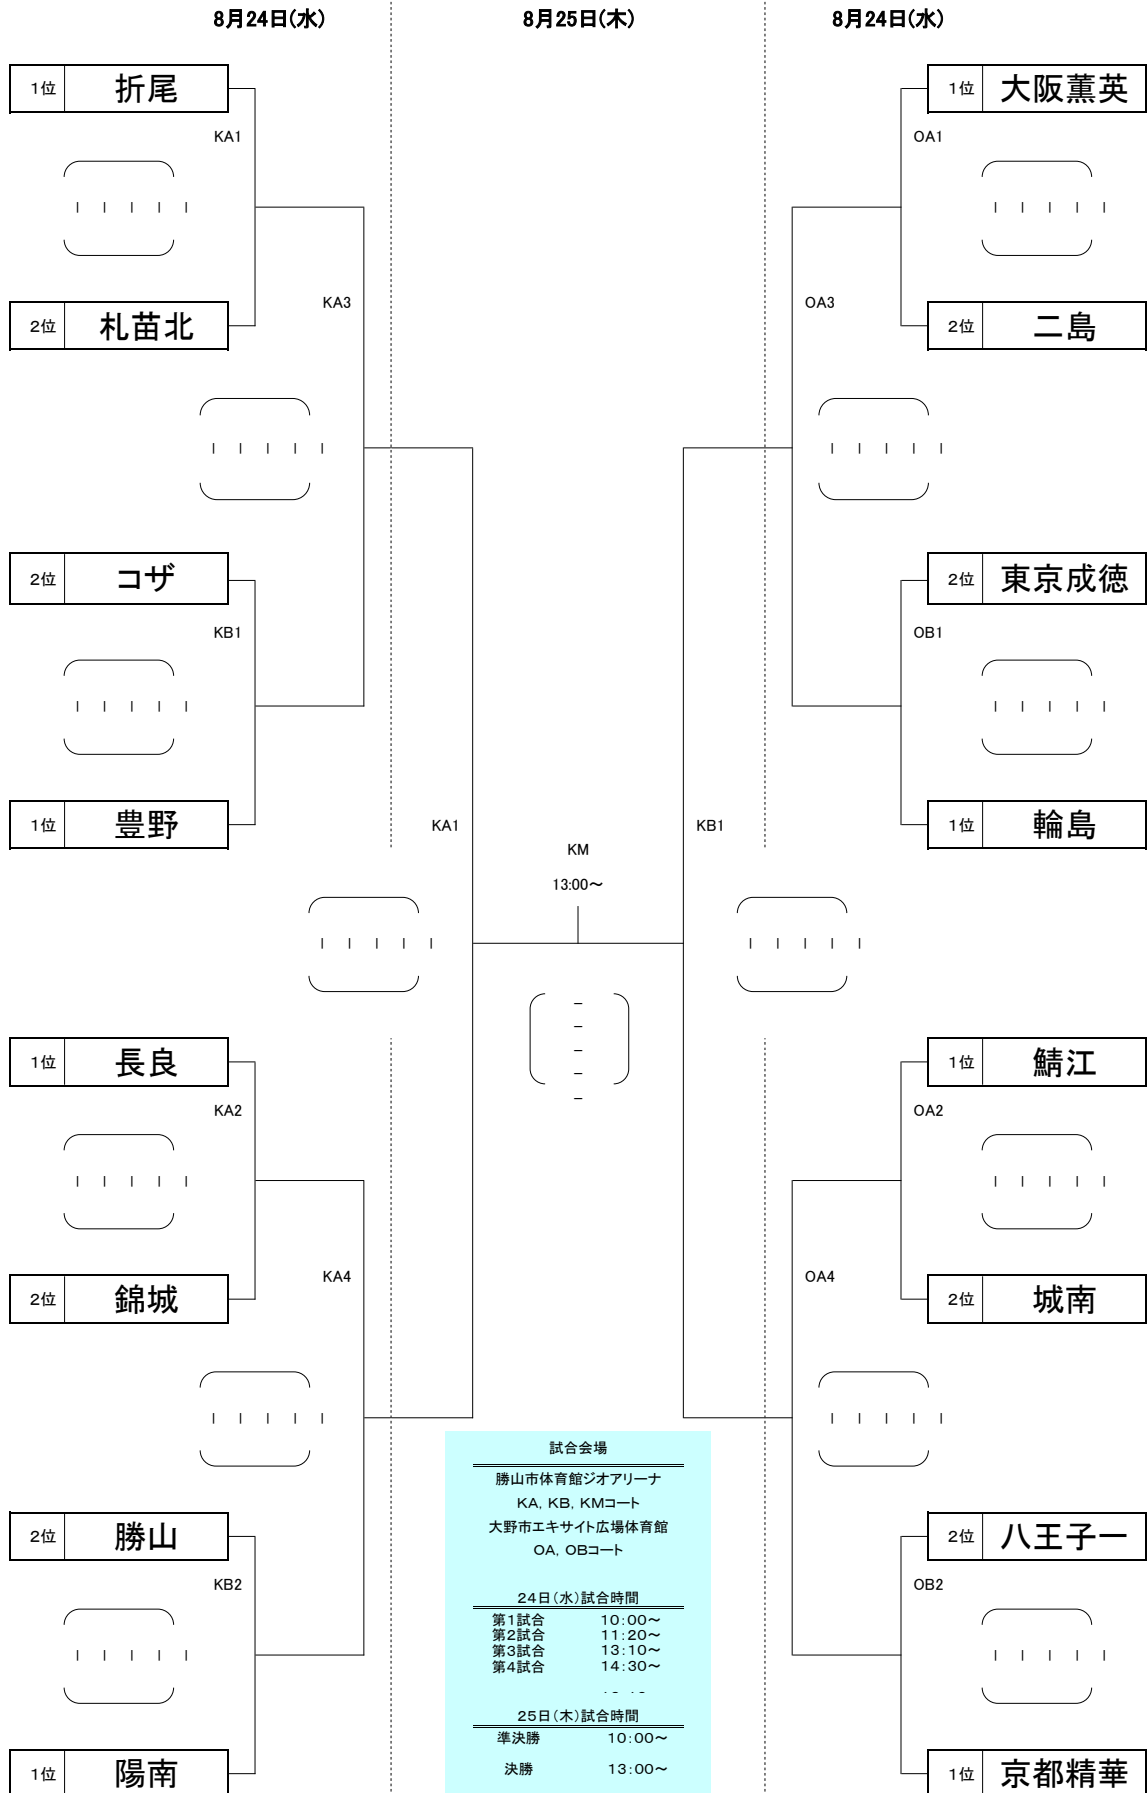 8月24日(水)
8月25日(木)
8月24日(水)
1位 折尾
1位 大阪薫英
KA1
OA1
2位 札苗北
2位 二島
KA3
OA3
2位 コザ
2位 東京成徳
KB1
OB1
1位 豊野
1位 輪島
KA1
KB1
KM
13:00～
1位 長良
1位 鯖江
KA2
OA2
2位 錦城
2位 城南
KA4
OA4
試合会場
勝山市体育館ジオアリーナ
KA, KB, KMコート
大野市エキサイト広場体育館
OA, OBコート
2位 勝山
2位 八王子一
KB2
OB2
24日(水)試合時間
第1試合 10:00～
第2試合 11:20～
第3試合 13:10～
第4試合 14:30～
25日(木)試合時間
準決勝 10:00～
決勝 13:00～
1位 陽南
1位 京都精華